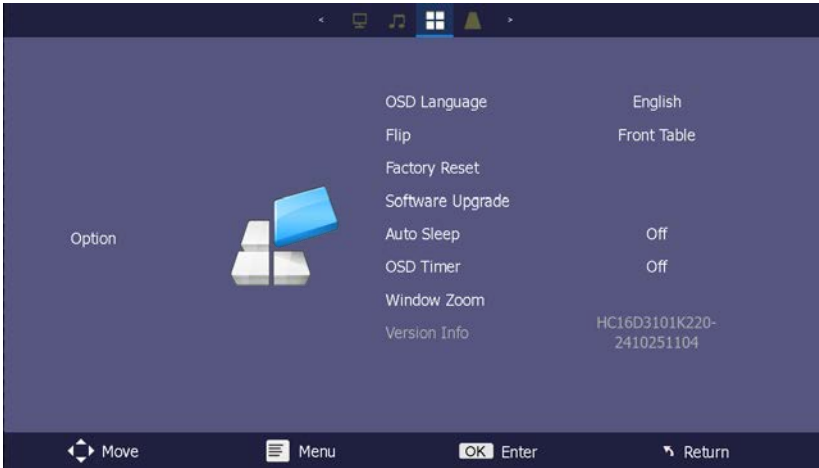 OSD Language English
Flip Front Table
Factory Reset
Software Upgrade
Option
Auto Sleep Off
OSD Timer Off
Window Zoom
Version Info HC16D3101K220-
2410251104
Move Menu OK Enter Return